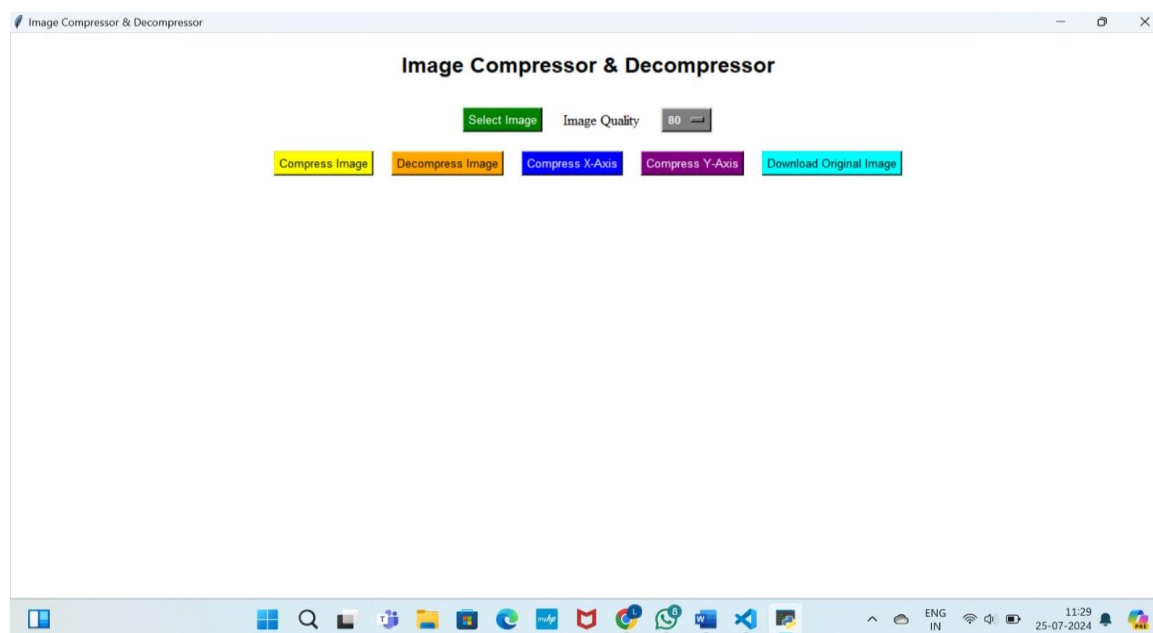 Image Compressor & Decompressor
Image Compressor & Decompressor
Select Image Image Quality 80
Compress Image Decompress Image Compress X-Axis Compress Y-Axis Download Original Image
ENG 11:29
IN 25-07-2024